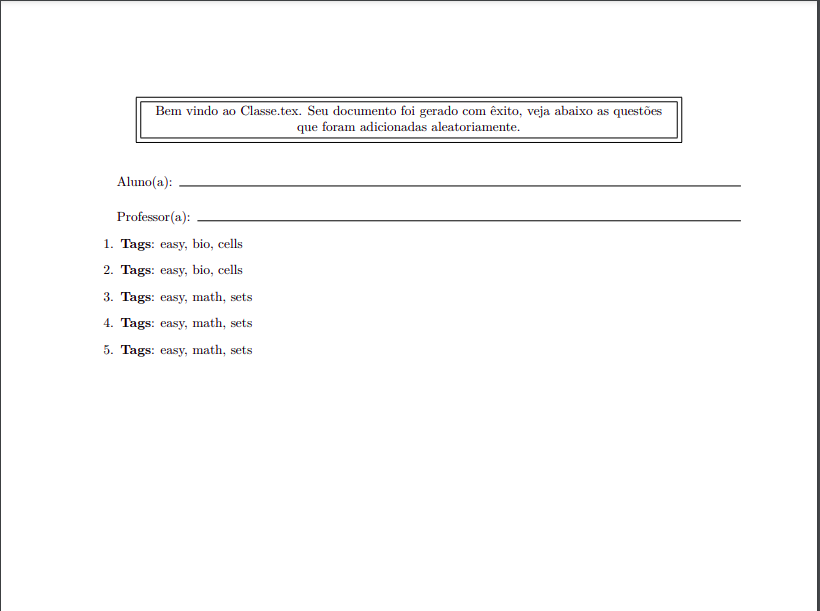 Bem vindo ao Classe.tex. Seu documento foi gerado com êxito, veja abaixo as questões
que foram adicionadas aleatoriamente.
Aluno(a):
Professor(a):
1. Tags: easy, bio, cells
2. Tags: easy, bio, cells
3. Tags: easy, math, sets
4. Tags: easy, math, sets
5. Tags: easy, math, sets